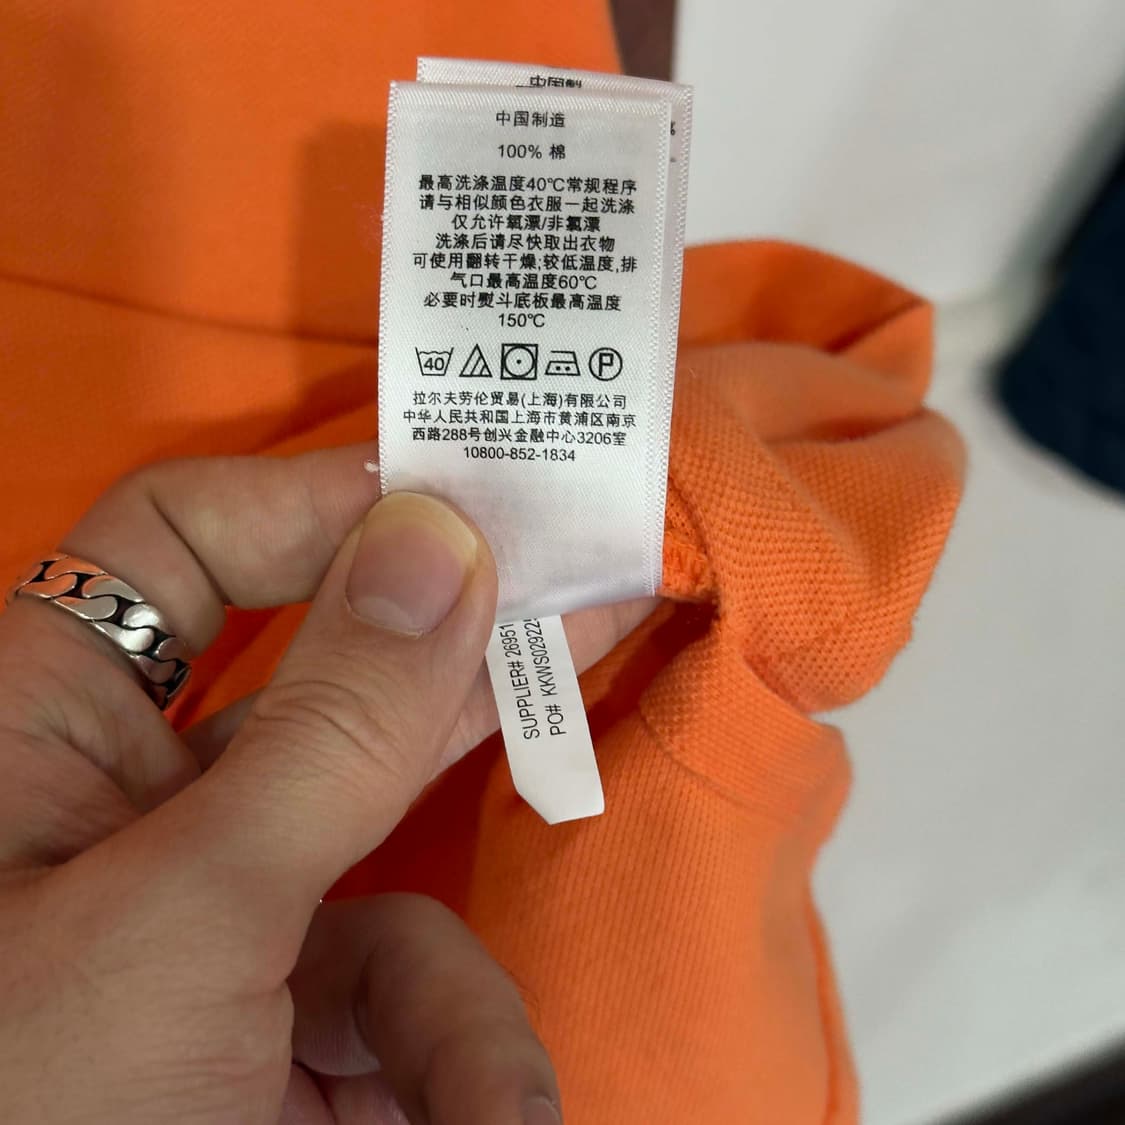 中国制
中国制造
100% 棉
最高洗涤温度40℃常规程序
请与相似颜色衣服一起洗涤
仅允许氧漂/非氯漂
洗涤后请尽快取出衣物
可使用翻转干燥;较低温度,排
气口最高温度60℃
必要时熨斗底板最高温度
150℃
40
P
拉尔夫劳伦贸易(上海)有限公司
中华人民共和国上海市黄浦区南京
西路288号创兴金融中心3206室
10800-852-1834
SUPPLIER# 26951
PO# KKWS02922